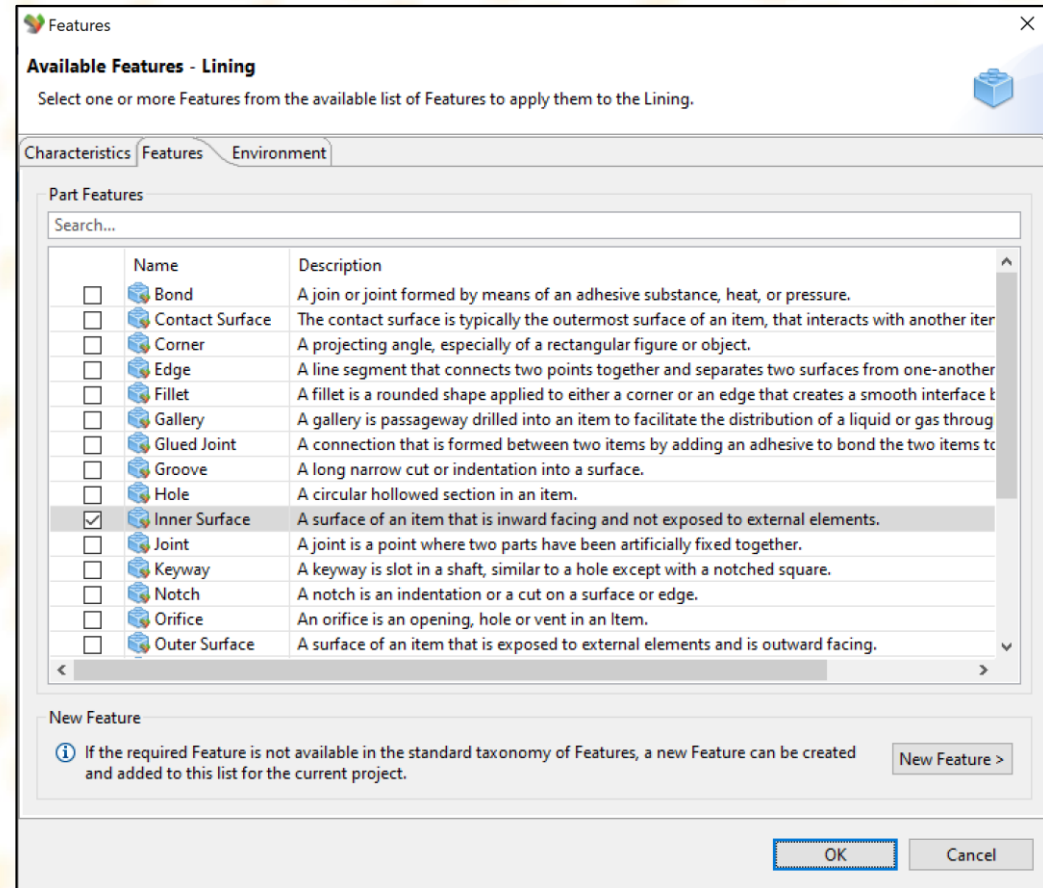 Features
Available Features - Lining
Select one or more Features from the available list of Features to apply them to the Lining.
Characteristics Features Environment
Part Features
Search...
Name Description
Bond A join or joint formed by means of an adhesive substance, heat, or pressure.
Contact Surface The contact surface is typically the outermost surface of an item, that interacts with another
Corner A projecting angle, especially of a rectangular figure or object.
Edge A line segment that connects two points together and separates two surfaces from one-another
Fillet A fillet is a rounded shape applied to either a corner or an edge that creates a smooth interface
Gallery A gallery is passageway drilled into an item to facilitate the distribution of a liquid or gas
Glued Joint A connection that is formed between two items by adding an adhesive to bond the two items
Groove A long narrow cut or indentation into a surface.
Hole A circular hollowed section in an item.
Inner Surface A surface of an item that is inward facing and not exposed to external elements.
Joint A joint is a point where two parts have been artificially fixed together.
Keyway A keyway is slot in a shaft, similar to a hole except with a notched square.
Notch A notch is an indentation or a cut on a surface or edge.
Orifice An orifice is an opening, hole or vent in an Item.
Outer Surface A surface of an item that is exposed to external elements and is outward facing.
New Feature
If the required Feature is not available in the standard taxonomy of Features, a new Feature can be created
and added to this list for the current project.
New Feature >
OK Cancel